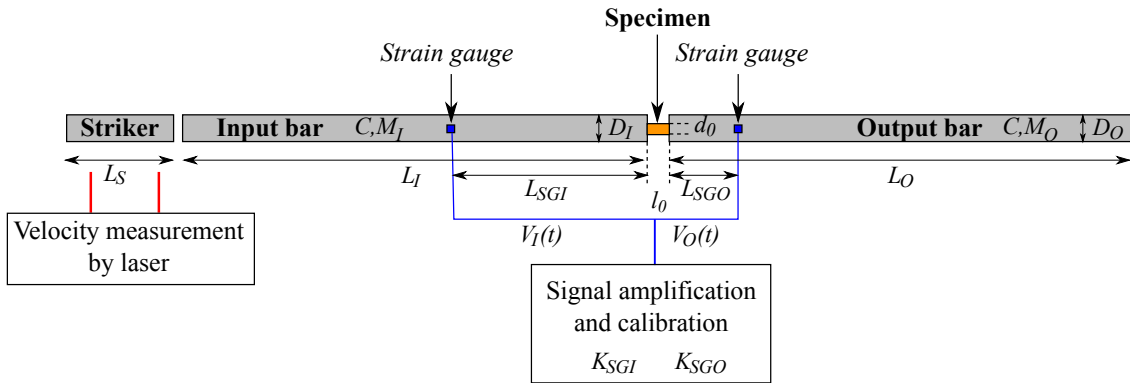 Specimen
Strain gauge
Strain gauge
Striker
Input bar
C,M_I
D_I
d_0
Output bar
C,M_O
D_O
L_S
L_I
L_SGI
l_0
L_SGO
L_O
Velocity measurement
by laser
V_I(t)
V_O(t)
Signal amplification
and calibration
K_SGI K_SGO